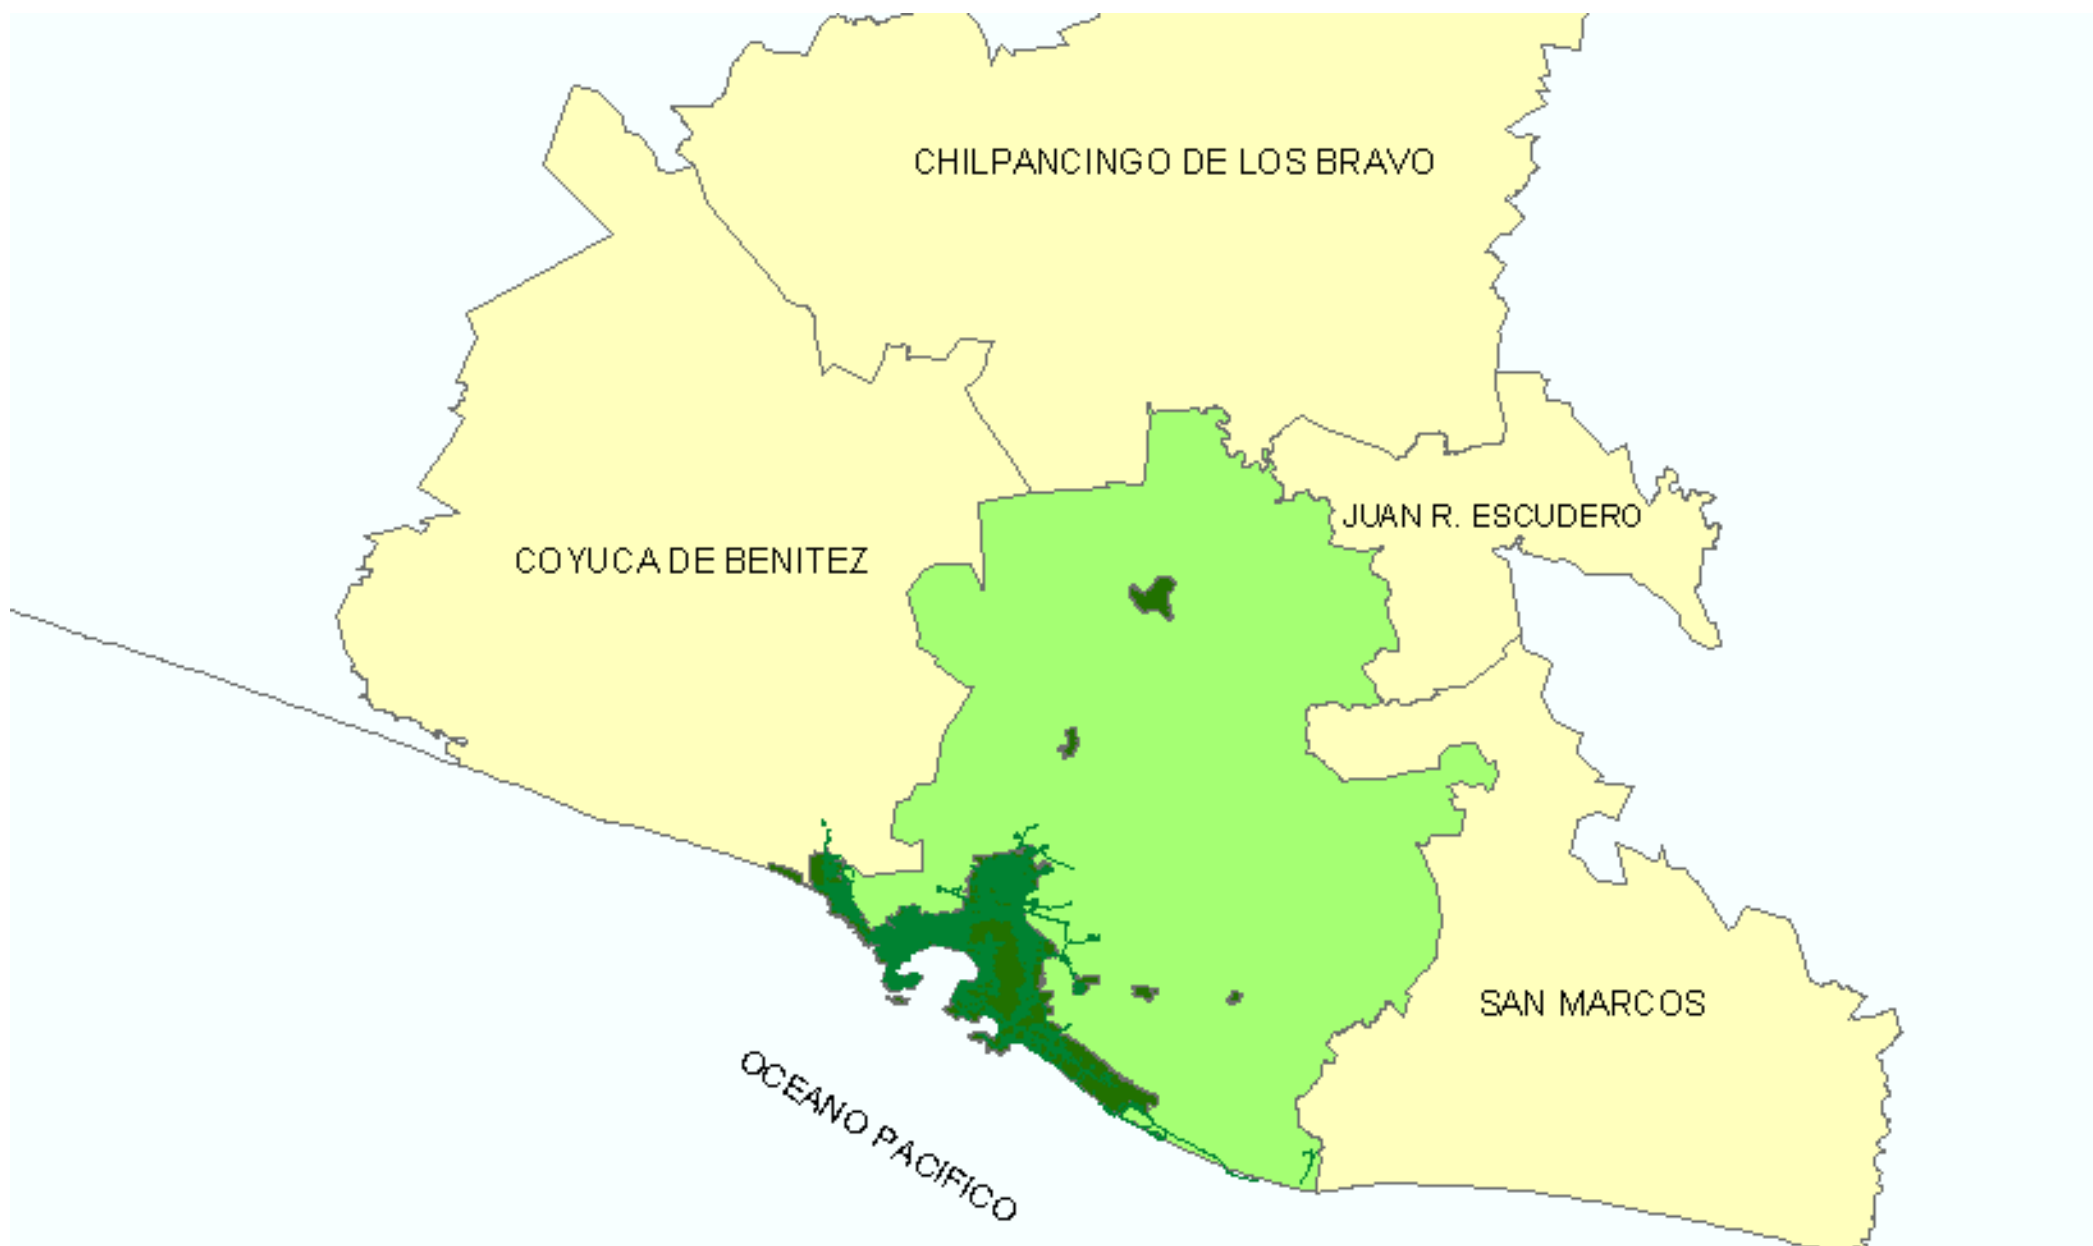 CHILPANCINGO DE LOS BRAVO
JUAN R. ESCUDERO
COYUCA DE BENITEZ
SAN MARCOS
OCEANO PACIFICO